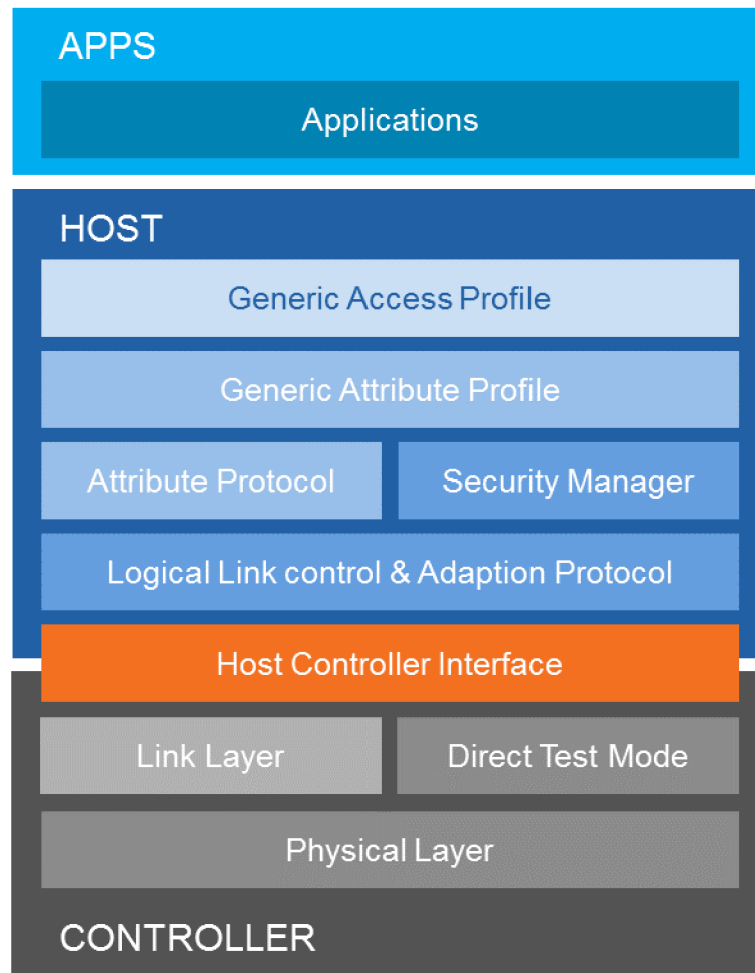 APPS
Applications
HOST
Generic Access Profile
Generic Attribute Profile
Attribute Protocol
Security Manager
Logical Link control & Adaption Protocol
Host Controller Interface
Link Layer
Direct Test Mode
Physical Layer
CONTROLLER